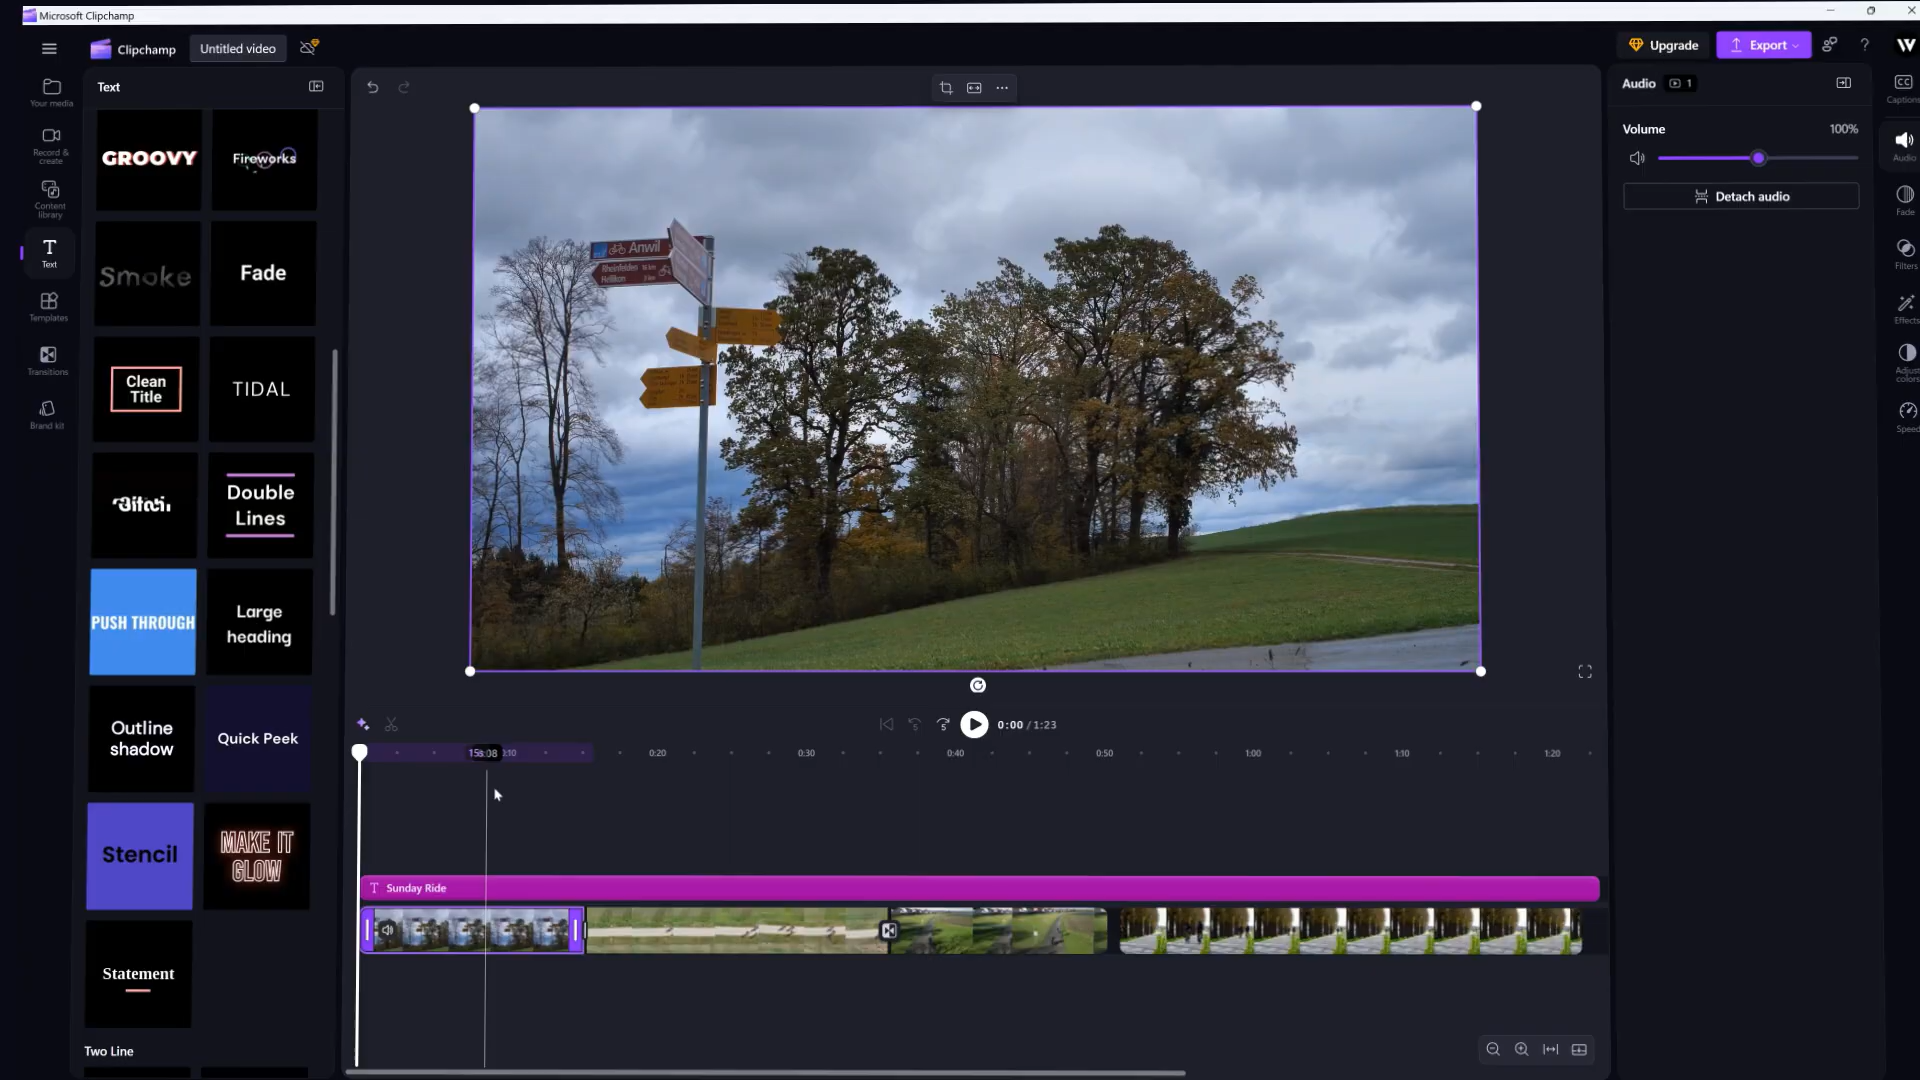 Microsoft Clipchamp
Clipchamp
Untitled video
Upgrade
Export
Your media
Record &
create
Content
library
Text
Templates
Transitions
Brand kit
Text
GROOVY
Fireworks
Smoke
Fade
Clean
Title
TIDAL
Double
Lines
PUSH THROUGH
Large
heading
Outline
shadow
Quick Peek
Stencil
MAKE IT
GLOW
Statement
Two Line
Anwil
Rheinfelden
Hellikon
0:00 / 1:23
0:20
0:30
0:40
0:50
1:00
1:10
1:20
T Sunday Ride
Audio 1
Volume 100%
Detach audio
Captions
Audio
Fade
Filters
Effects
Adjust
colors
Speed